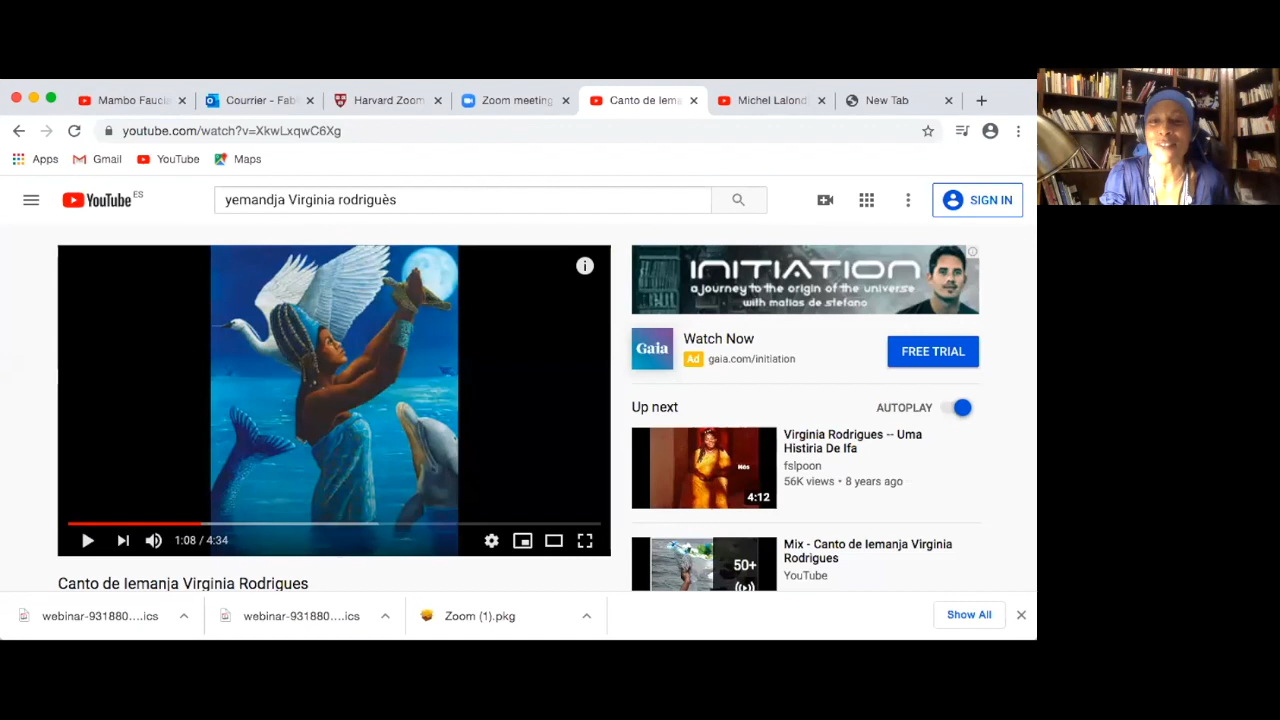 Mambo Faucia
Courrier - Fab
Harvard Zoom
Zoom meeting
Canto de Iema
Michel Lalond
New Tab
youtube.com/watch?v=XkwLxqwC6Xg
Apps
Gmail
YouTube
Maps
YouTube ES
yemandja Virginia rodriguès
SIGN IN
INITIATION
a journey to the origin of the universe
with matias de stefano
Gaia
Watch Now
Ad gaia.com/initiation
FREE TRIAL
Up next
AUTOPLAY
Nós
4:12
Virginia Rodrigues -- Uma
Histiria De Ifa
fslpoon
56K views • 8 years ago
50+
Mix - Canto de Iemanja Virginia
Rodrigues
YouTube
1:08 / 4:34
Canto de Iemanja Virginia Rodrigues
webinar-931880....ics
webinar-931880....ics
Zoom (1).pkg
Show All